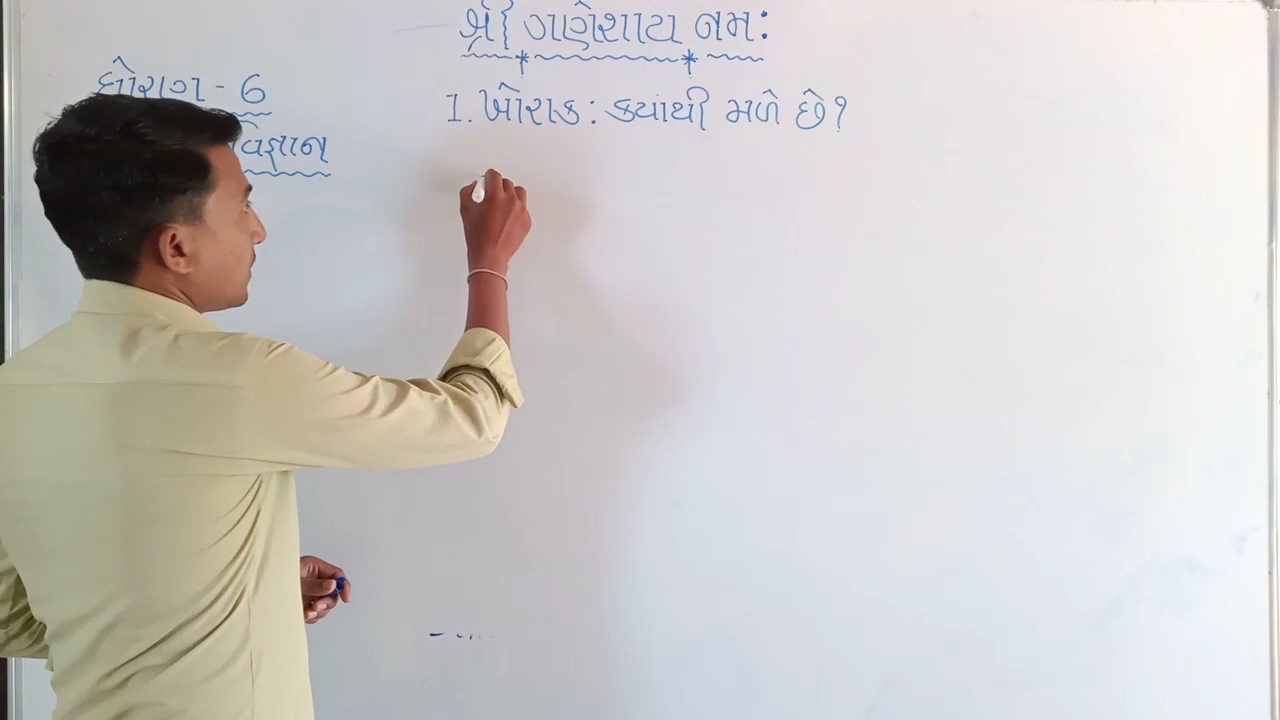 શ્રી ગણેશાય નમઃ
ધોરણ - 6
વિજ્ઞાન
1. ખોરાક : ક્યાંથી મળે છે?